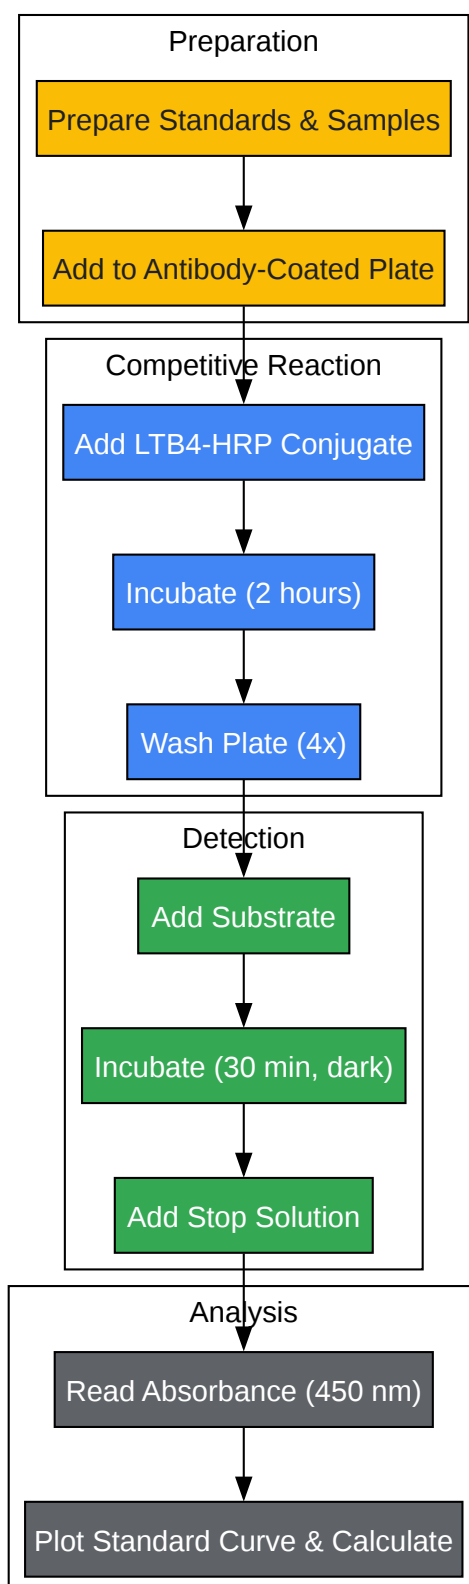 Preparation
Prepare Standards & Samples
Add to Antibody-Coated Plate
Competitive Reaction
Add LTB4-HRP Conjugate
Incubate (2 hours)
Wash Plate (4x)
Detection
Add Substrate
Incubate (30 min, dark)
Add Stop Solution
Analysis
Read Absorbance (450 nm)
Plot Standard Curve & Calculate